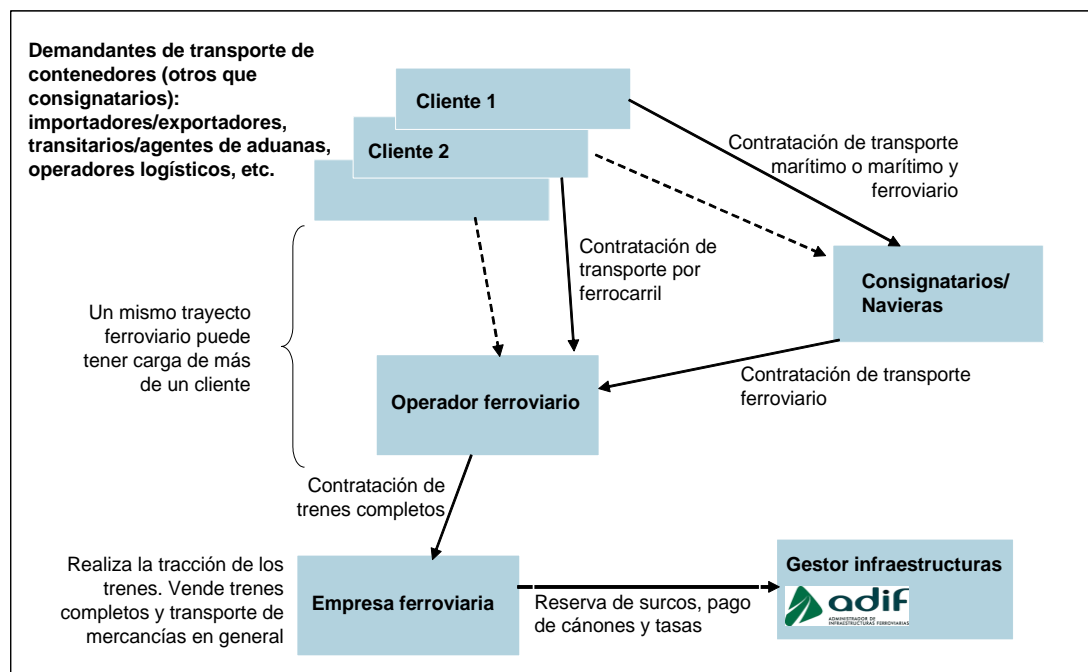 Demandantes de transporte de
contenedores (otros que
consignatarios):
importadores/exportadores,
transitarios/agentes de aduanas,
operadores logísticos, etc.
Cliente 1
Cliente 2
Contratación de transporte
marítimo o marítimo y
ferroviario
Contratación de
transporte por
ferrocarril
Consignatarios/
Navieras
Un mismo trayecto
ferroviario puede
tener carga de más
de un cliente
Operador ferroviario
Contratación de transporte
ferroviario
Contratación de
trenes completos
Realiza la tracción de los
trenes. Vende trenes
completos y transporte de
mercancías en general
Empresa ferroviaria
Reserva de surcos, pago
de cánones y tasas
Gestor infraestructuras
adif
ADMINISTRADOR DE
INFRAESTRUCTURAS FERROVIARIAS